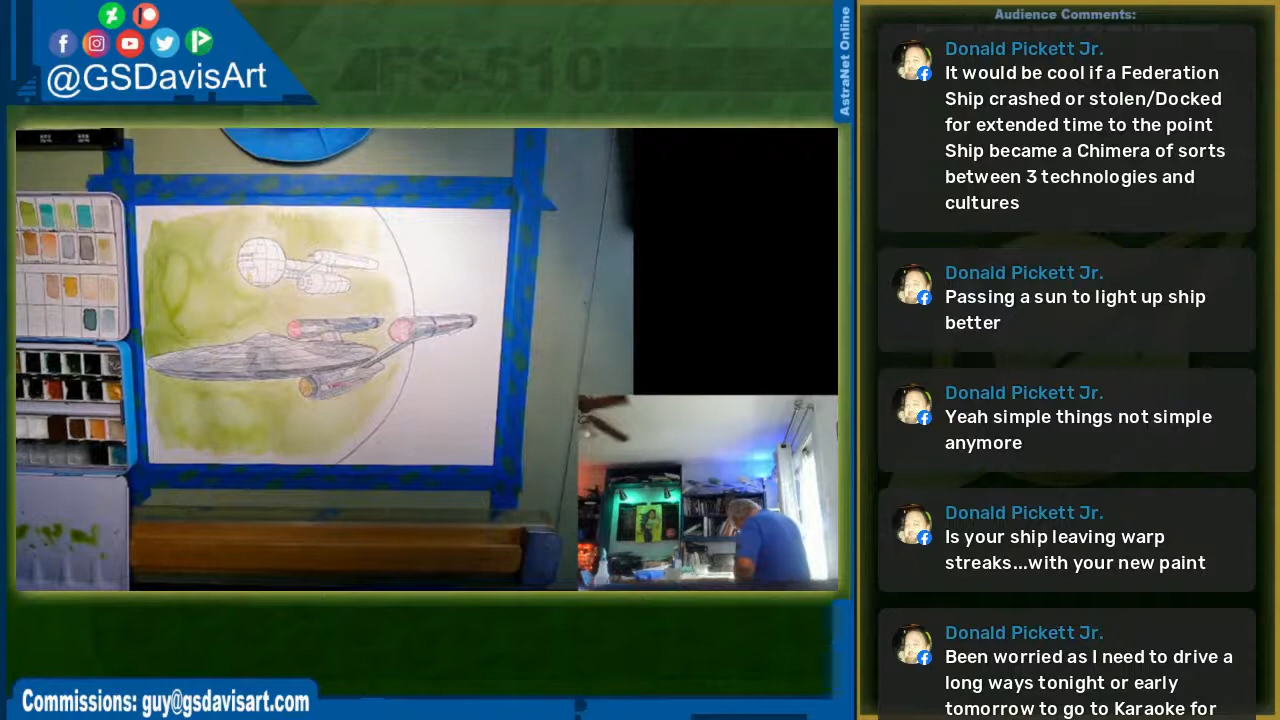 @GSDavisArt
AstraNet Online
Audience Comments:
Donald Pickett Jr.
It would be cool if a Federation
Ship crashed or stolen/Docked
for extended time to the point
Ship became a Chimera of sorts
between 3 technologies and
cultures
Donald Pickett Jr.
Passing a sun to light up ship
better
Donald Pickett Jr.
Yeah simple things not simple
anymore
Donald Pickett Jr.
Is your ship leaving warp
streaks...with your new paint
Donald Pickett Jr.
Been worried as I need to drive a
long ways tonight or early
tomorrow to go to Karaoke for
Commissions: guy@gsdavisart.com